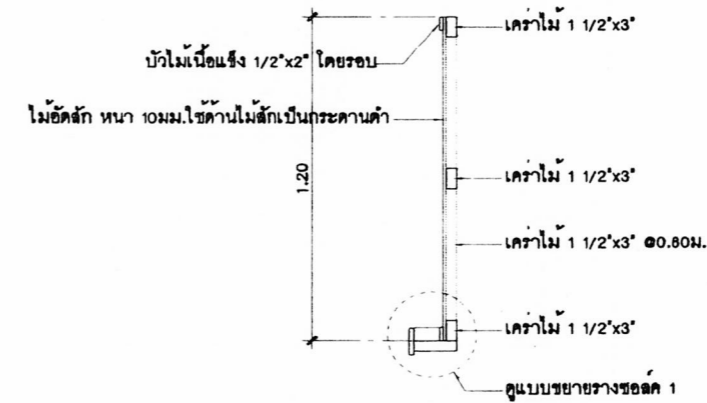 เคร่าไม้ 1 1/2"x3"
บัวไม้เนื้อแข็ง 1/2"x2" โดยรอบ
ไม้อัดสัก หนา 10มม.ใช้ด้านไม้สักเป็นกระดานดำ
1.20
เคร่าไม้ 1 1/2"x3"
เคร่าไม้ 1 1/2"x3" @0.60ม.
เคร่าไม้ 1 1/2"x3"
ดูแบบขยายรางชอล์ค 1